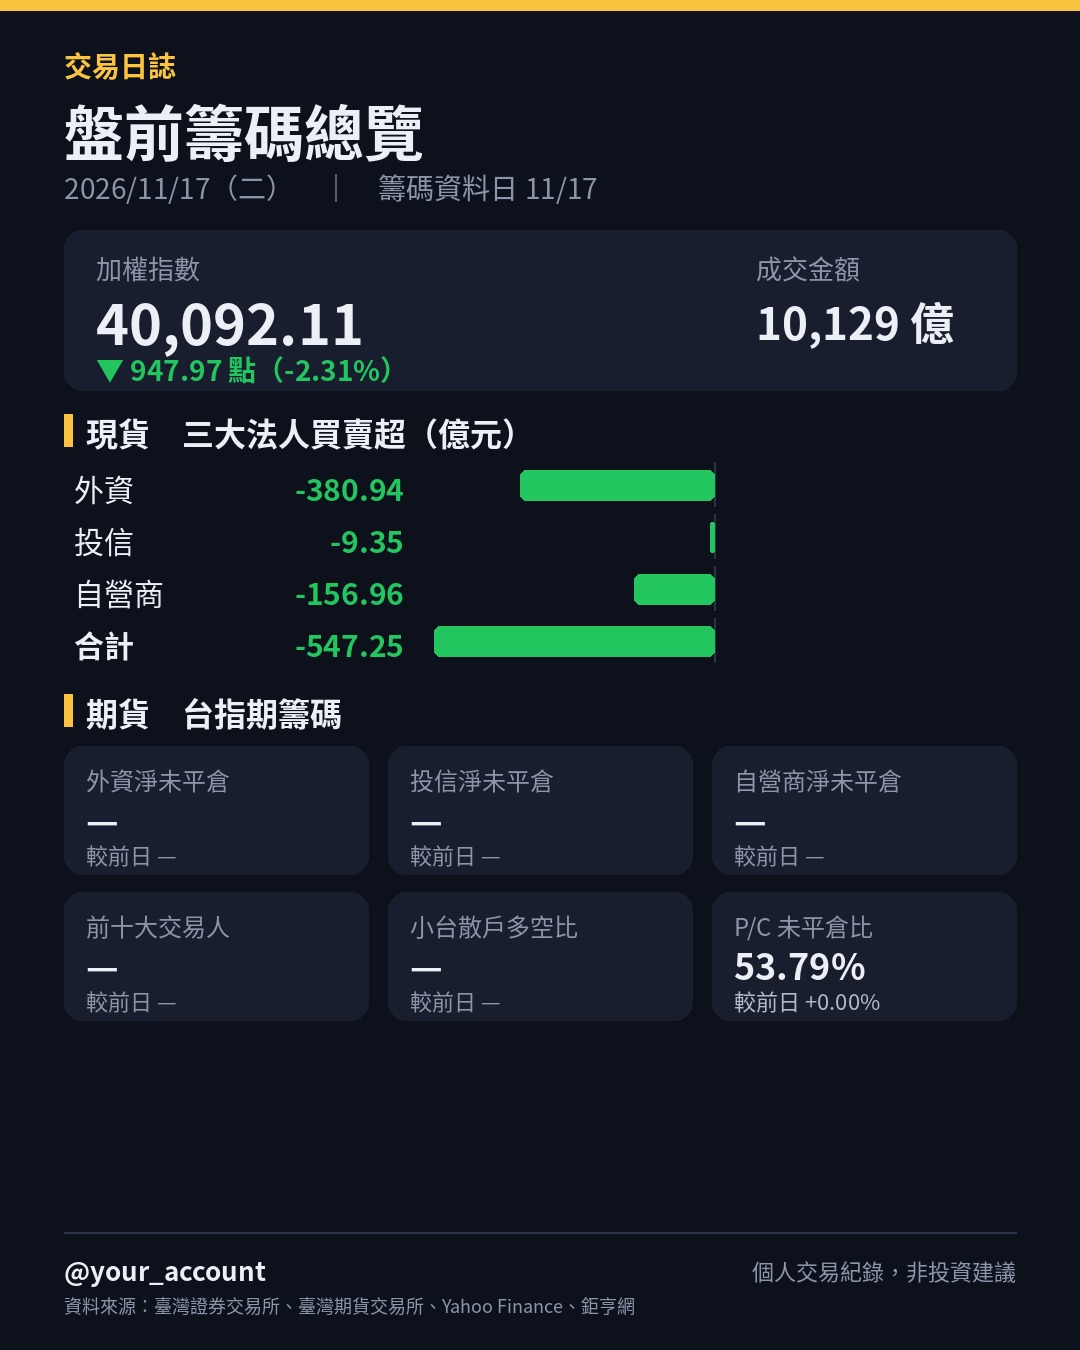 交易日誌
盤前籌碼總覽
2026/11/17（二） ｜ 籌碼資料日 11/17
加權指數 成交金額
40,092.11 10,129 億
▼ 947.97 點（-2.31%）
現貨 三大法人買賣超（億元）
外資 -380.94
投信 -9.35
自營商 -156.96
合計 -547.25
期貨 台指期籌碼
外資淨未平倉 投信淨未平倉 自營商淨未平倉
— — —
較前日 — 較前日 — 較前日 —
前十大交易人 小台散戶多空比 P/C 未平倉比
— — 53.79%
較前日 — 較前日 — 較前日 +0.00%
@your_account 個人交易紀錄，非投資建議
資料來源：臺灣證券交易所、臺灣期貨交易所、Yahoo Finance、鉅亨網